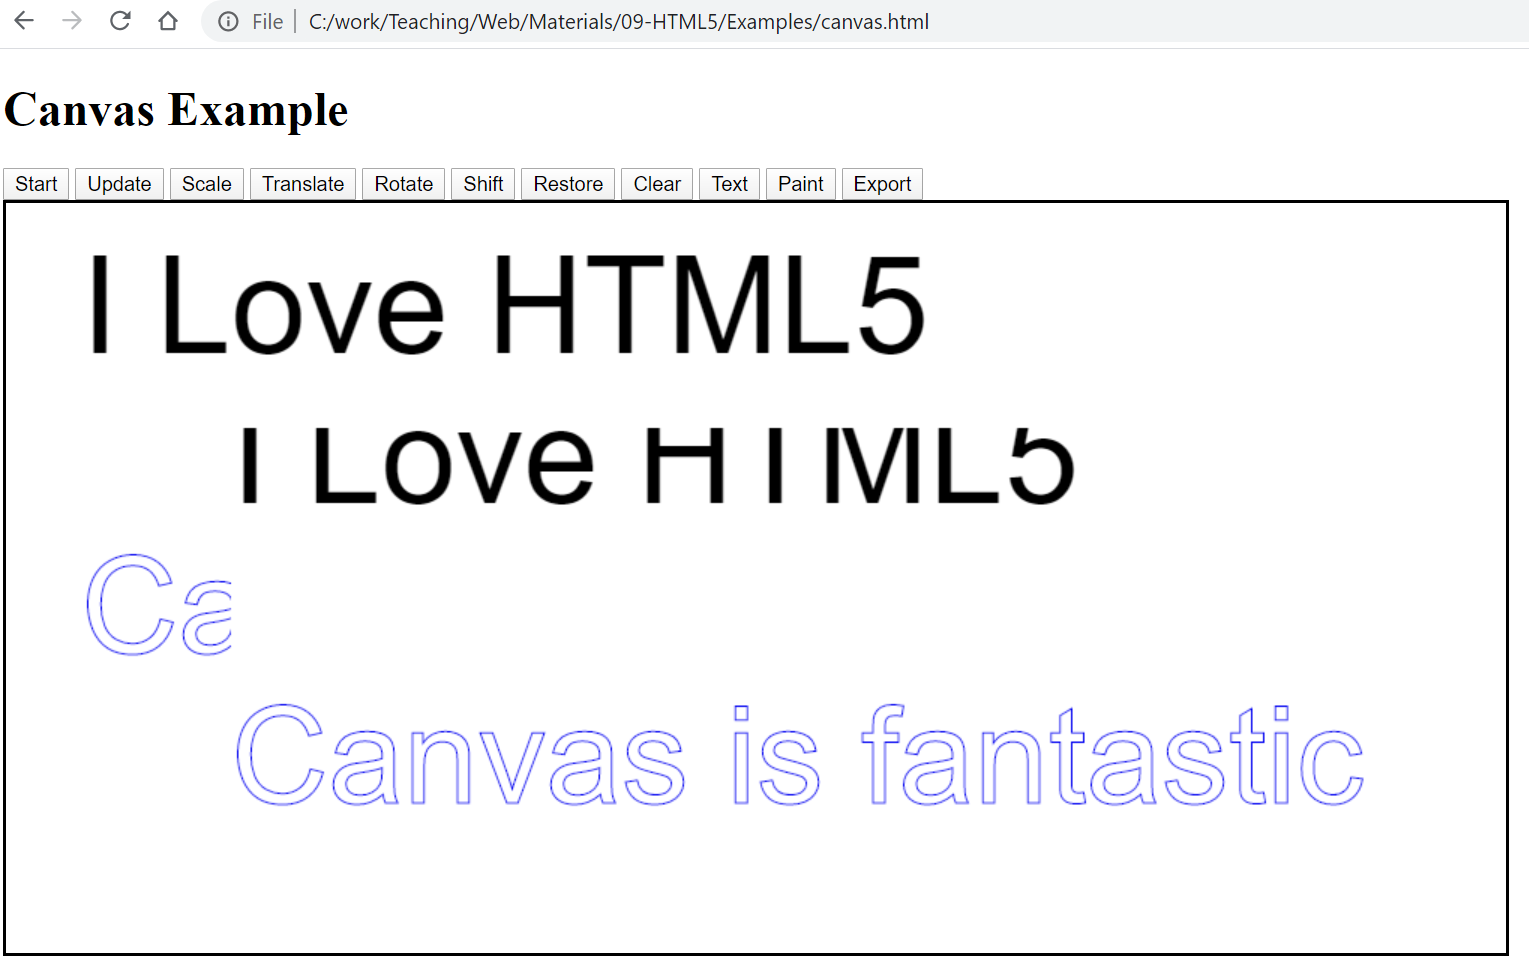 File C:/work/Teaching/Web/Materials/09-HTML5/Examples/canvas.html
Canvas Example
Start Update Scale Translate Rotate Shift Restore Clear Text Paint Export
I Love HTML5
I Love HTML5
Ca
Canvas is fantastic